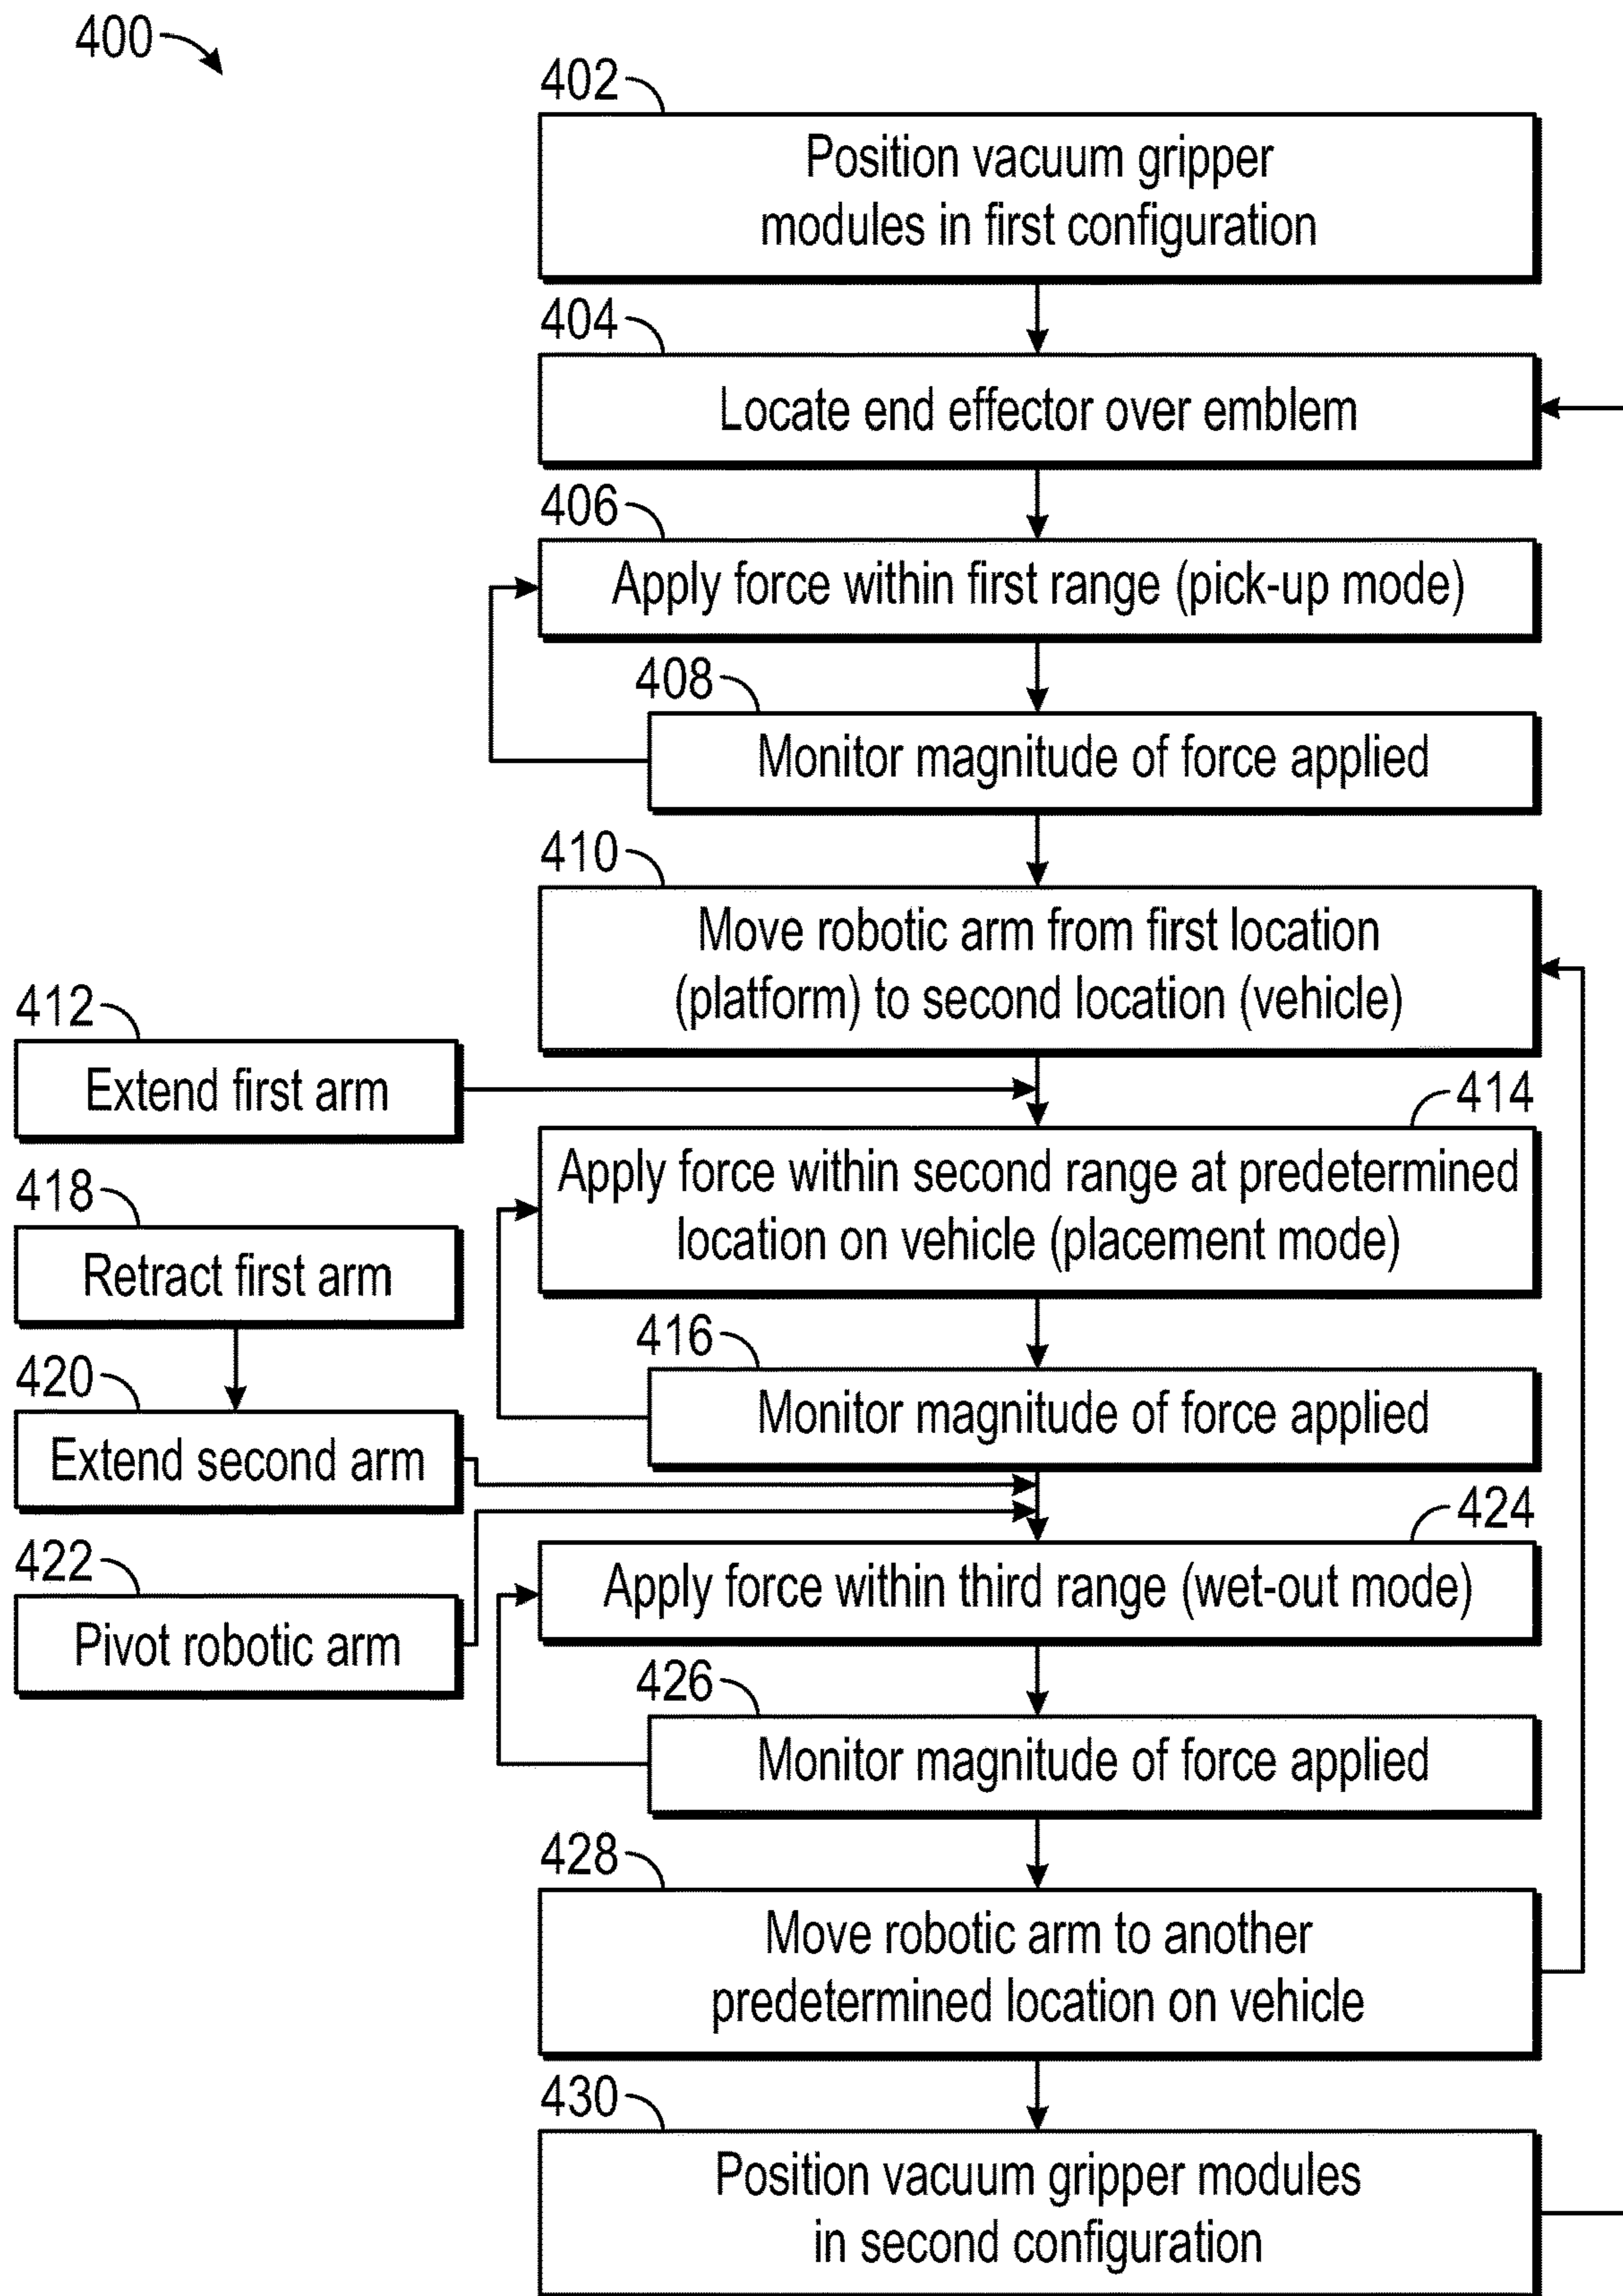 400
402
Position vacuum gripper
modules in first configuration
404
Locate end effector over emblem
406
Apply force within first range (pick-up mode)
408
Monitor magnitude of force applied
410
Move robotic arm from first location
(platform) to second location (vehicle)
412
Extend first arm
414
Apply force within second range at predetermined
location on vehicle (placement mode)
416
Monitor magnitude of force applied
418
Retract first arm
420
Extend second arm
422
Pivot robotic arm
424
Apply force within third range (wet-out mode)
426
Monitor magnitude of force applied
428
Move robotic arm to another
predetermined location on vehicle
430
Position vacuum gripper modules
in second configuration